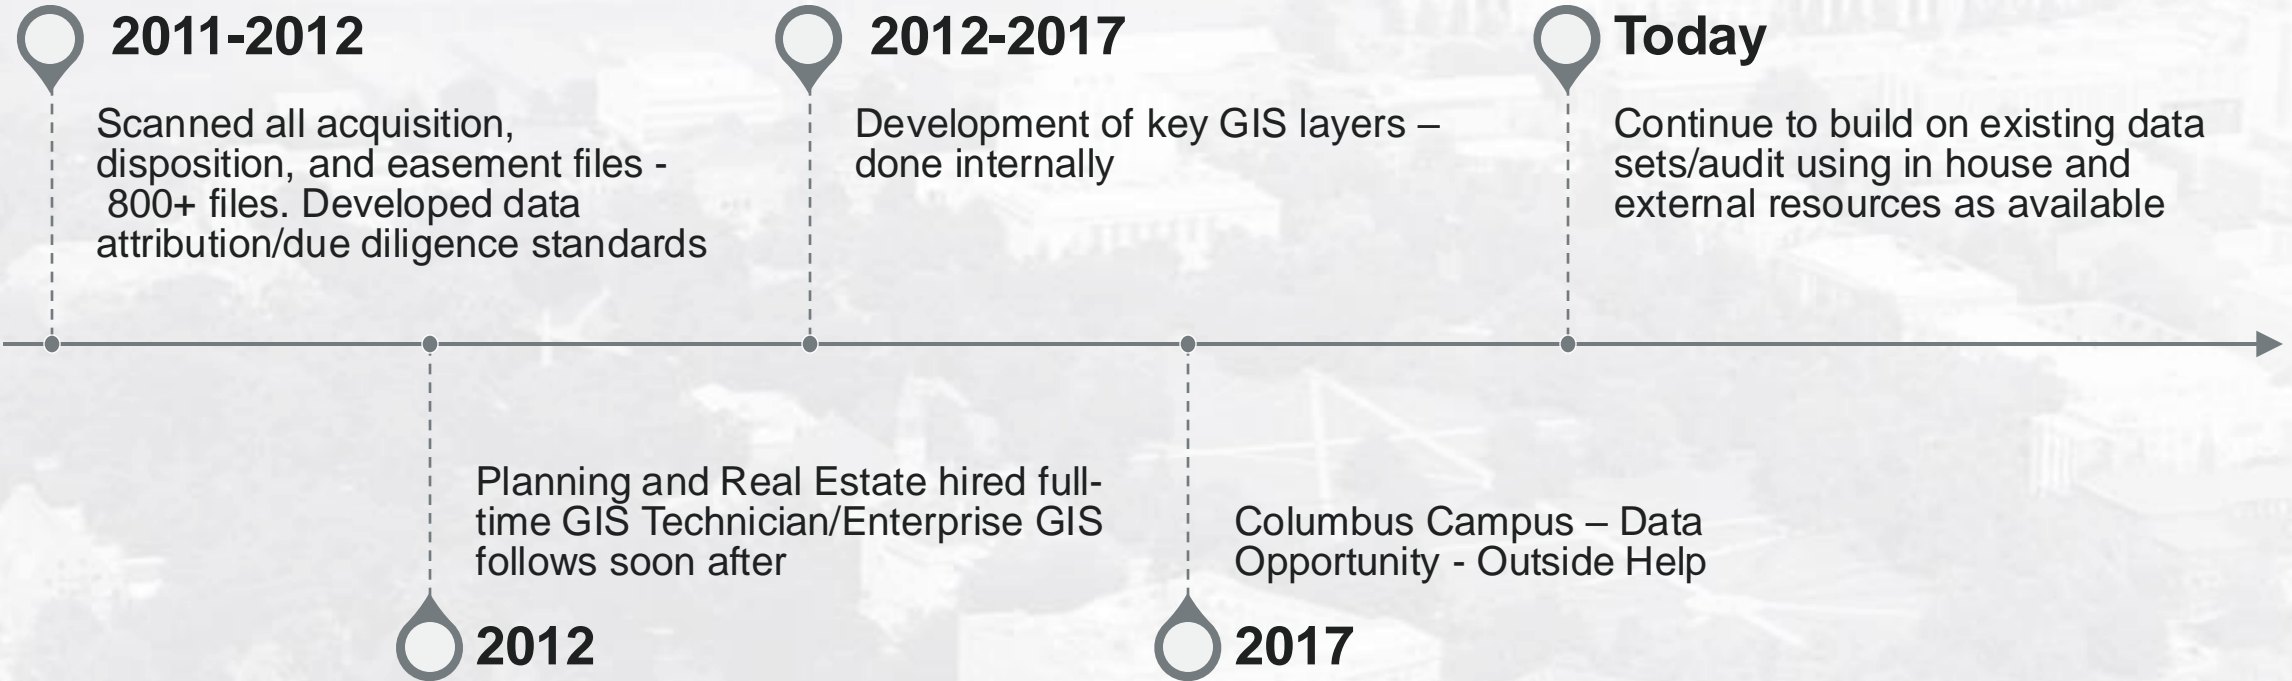 2011-2012
Scanned all acquisition,
disposition, and easement files -
800+ files. Developed data
attribution/due diligence standards
Planning and Real Estate hired full-
time GIS Technician/Enterprise GIS
follows soon after
2012
2012-2017
Development of key GIS layers –
done internally
Columbus Campus – Data
Opportunity - Outside Help
2017
Today
Continue to build on existing data
sets/audit using in house and
external resources as available